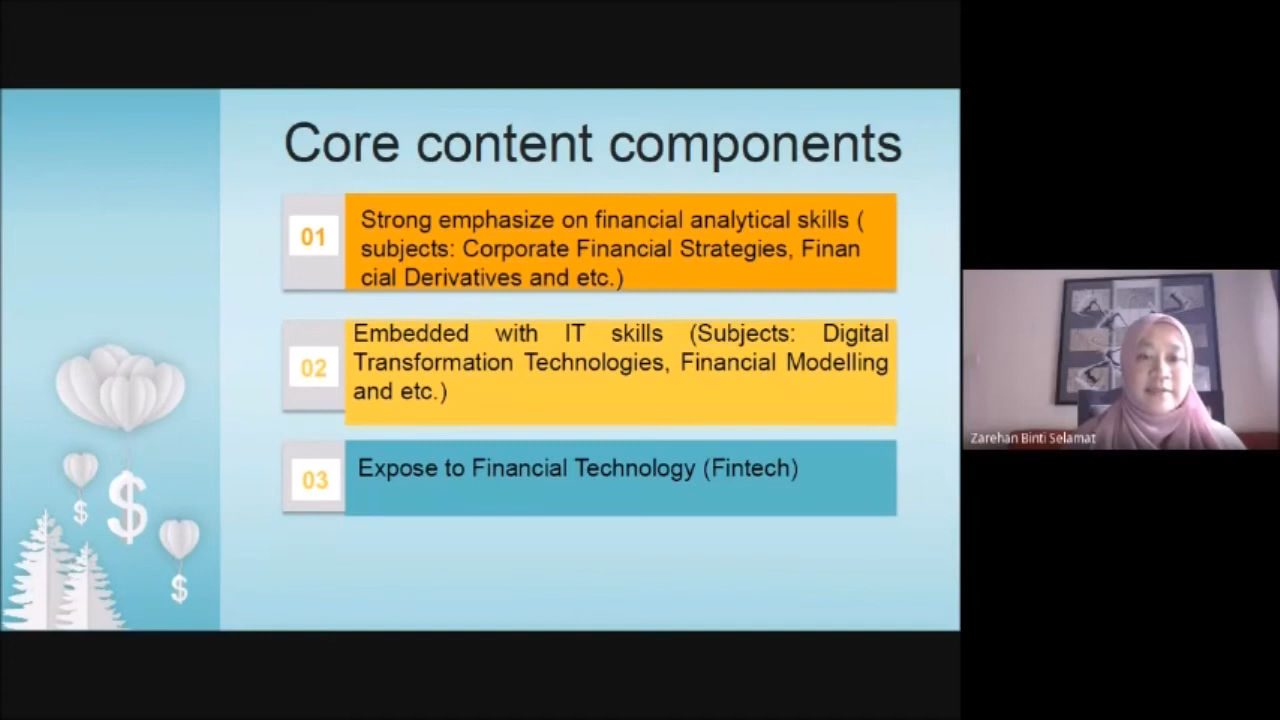 Core content components
01
Strong emphasize on financial analytical skills (
subjects: Corporate Financial Strategies, Finan
cial Derivatives and etc.)
02
Embedded with IT skills (Subjects: Digital
Transformation Technologies, Financial Modelling
and etc.)
03
Expose to Financial Technology (Fintech)
$
$
$
Zarehan Binti Selamat